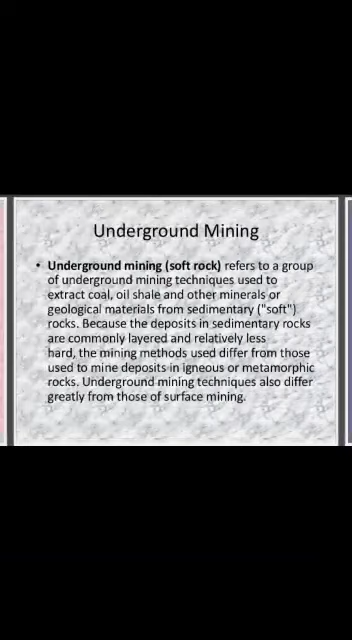 Underground Mining
• Underground mining (soft rock) refers to a group
of underground mining techniques used to
extract coal, oil shale and other minerals or
geological materials from sedimentary ("soft")
rocks. Because the deposits in sedimentary rocks
are commonly layered and relatively less
hard, the mining methods used differ from those
used to mine deposits in igneous or metamorphic
rocks. Underground mining techniques also differ
greatly from those of surface mining.